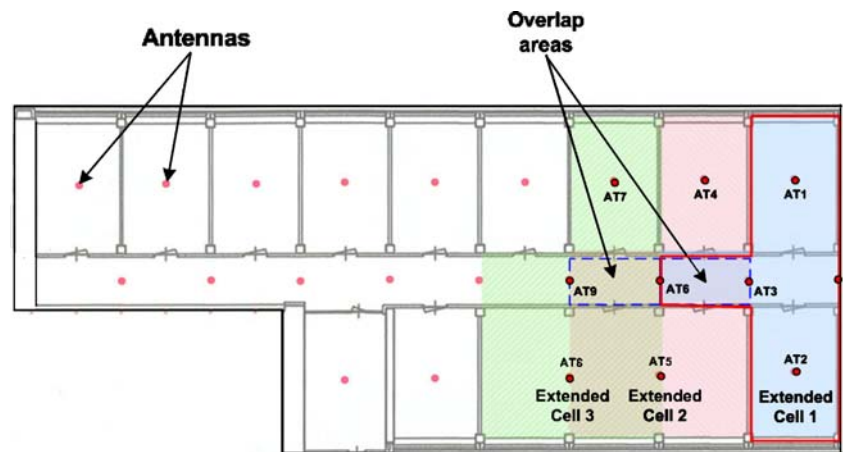 Antennas
Overlap
areas
AT7
AT4
AT1
AT9
AT6
AT3
AT8
AT5
AT2
Extended
Cell 3
Extended
Cell 2
Extended
Cell 1